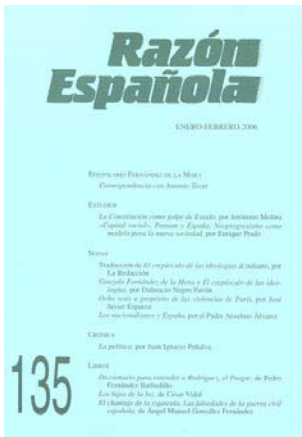 Razón
Española
ENERO-FEBRERO 2006
EPISTOLARIO FERNÁNDEZ DE LA MORA
Correspondencia con Antonio Tovar
ESTUDIOS
La Constitución como golpe de Estado, por Jerónimo Molina
«Capital social», Putnam y España. Neogregarismo como
modelo para la nueva sociedad, por Enrique Prado
NOTAS
Traducción de El crepúsculo de las ideologías al italiano, por
La Redacción
Gonzalo Fernández de la Mora y El crepúsculo de las ideo-
logías, por Dalmacio Negro Pavón
Ocho tesis a propósito de las violencias de París, por José
Javier Esparza
Los nacionalismos y España, por el Padre Anselmo Álvarez
CRÓNICA
La política, por Juan Ignacio Peñalva
LIBROS
Diccionario para entender a Rodríguez, el Progre, de Pedro
Fernández Barbadillo
Los hijos de la luz, de César Vidal
El chantaje de la izquierda. Las falsedades de la guerra civil
española, de Ángel Manuel González Fernández
135